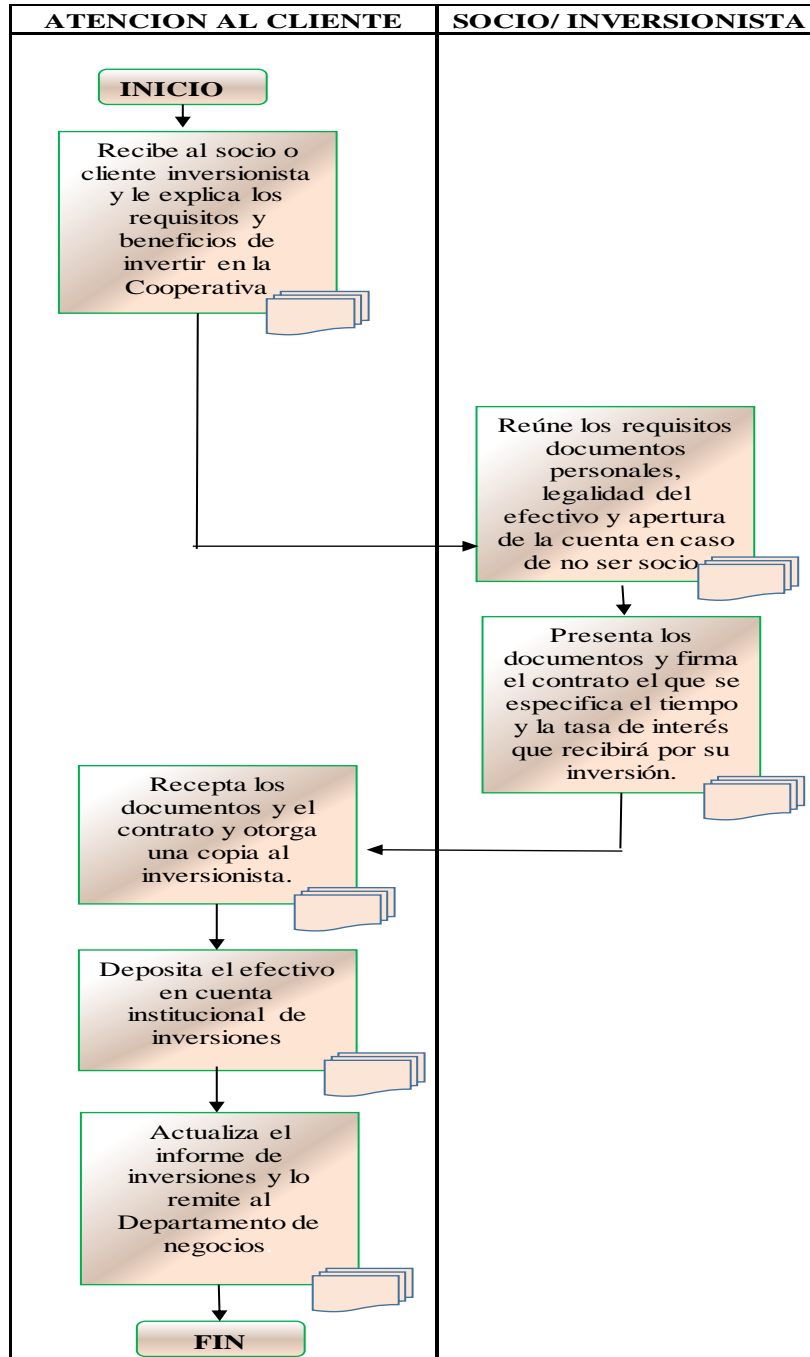 ATENCION AL CLIENTE
SOCIO/ INVERSIONISTA
INICIO
Recibe al socio o
cliente inversionista
y le explica los
requisitos y
beneficios de
invertir en la
Cooperativa
Reúne los requisitos
documentos
personales,
legalidad del
efectivo y apertura
de la cuenta en caso
de no ser socio
Presenta los
documentos y firma
el contrato el que se
especifica el tiempo
y la tasa de interés
que recibirá por su
inversión.
Recepta los
documentos y el
contrato y otorga
una copia al
inversionista.
Deposita el efectivo
en cuenta
institucional de
inversiones
Actualiza el
informe de
inversiones y lo
remite al
Departamento de
negocios.
FIN